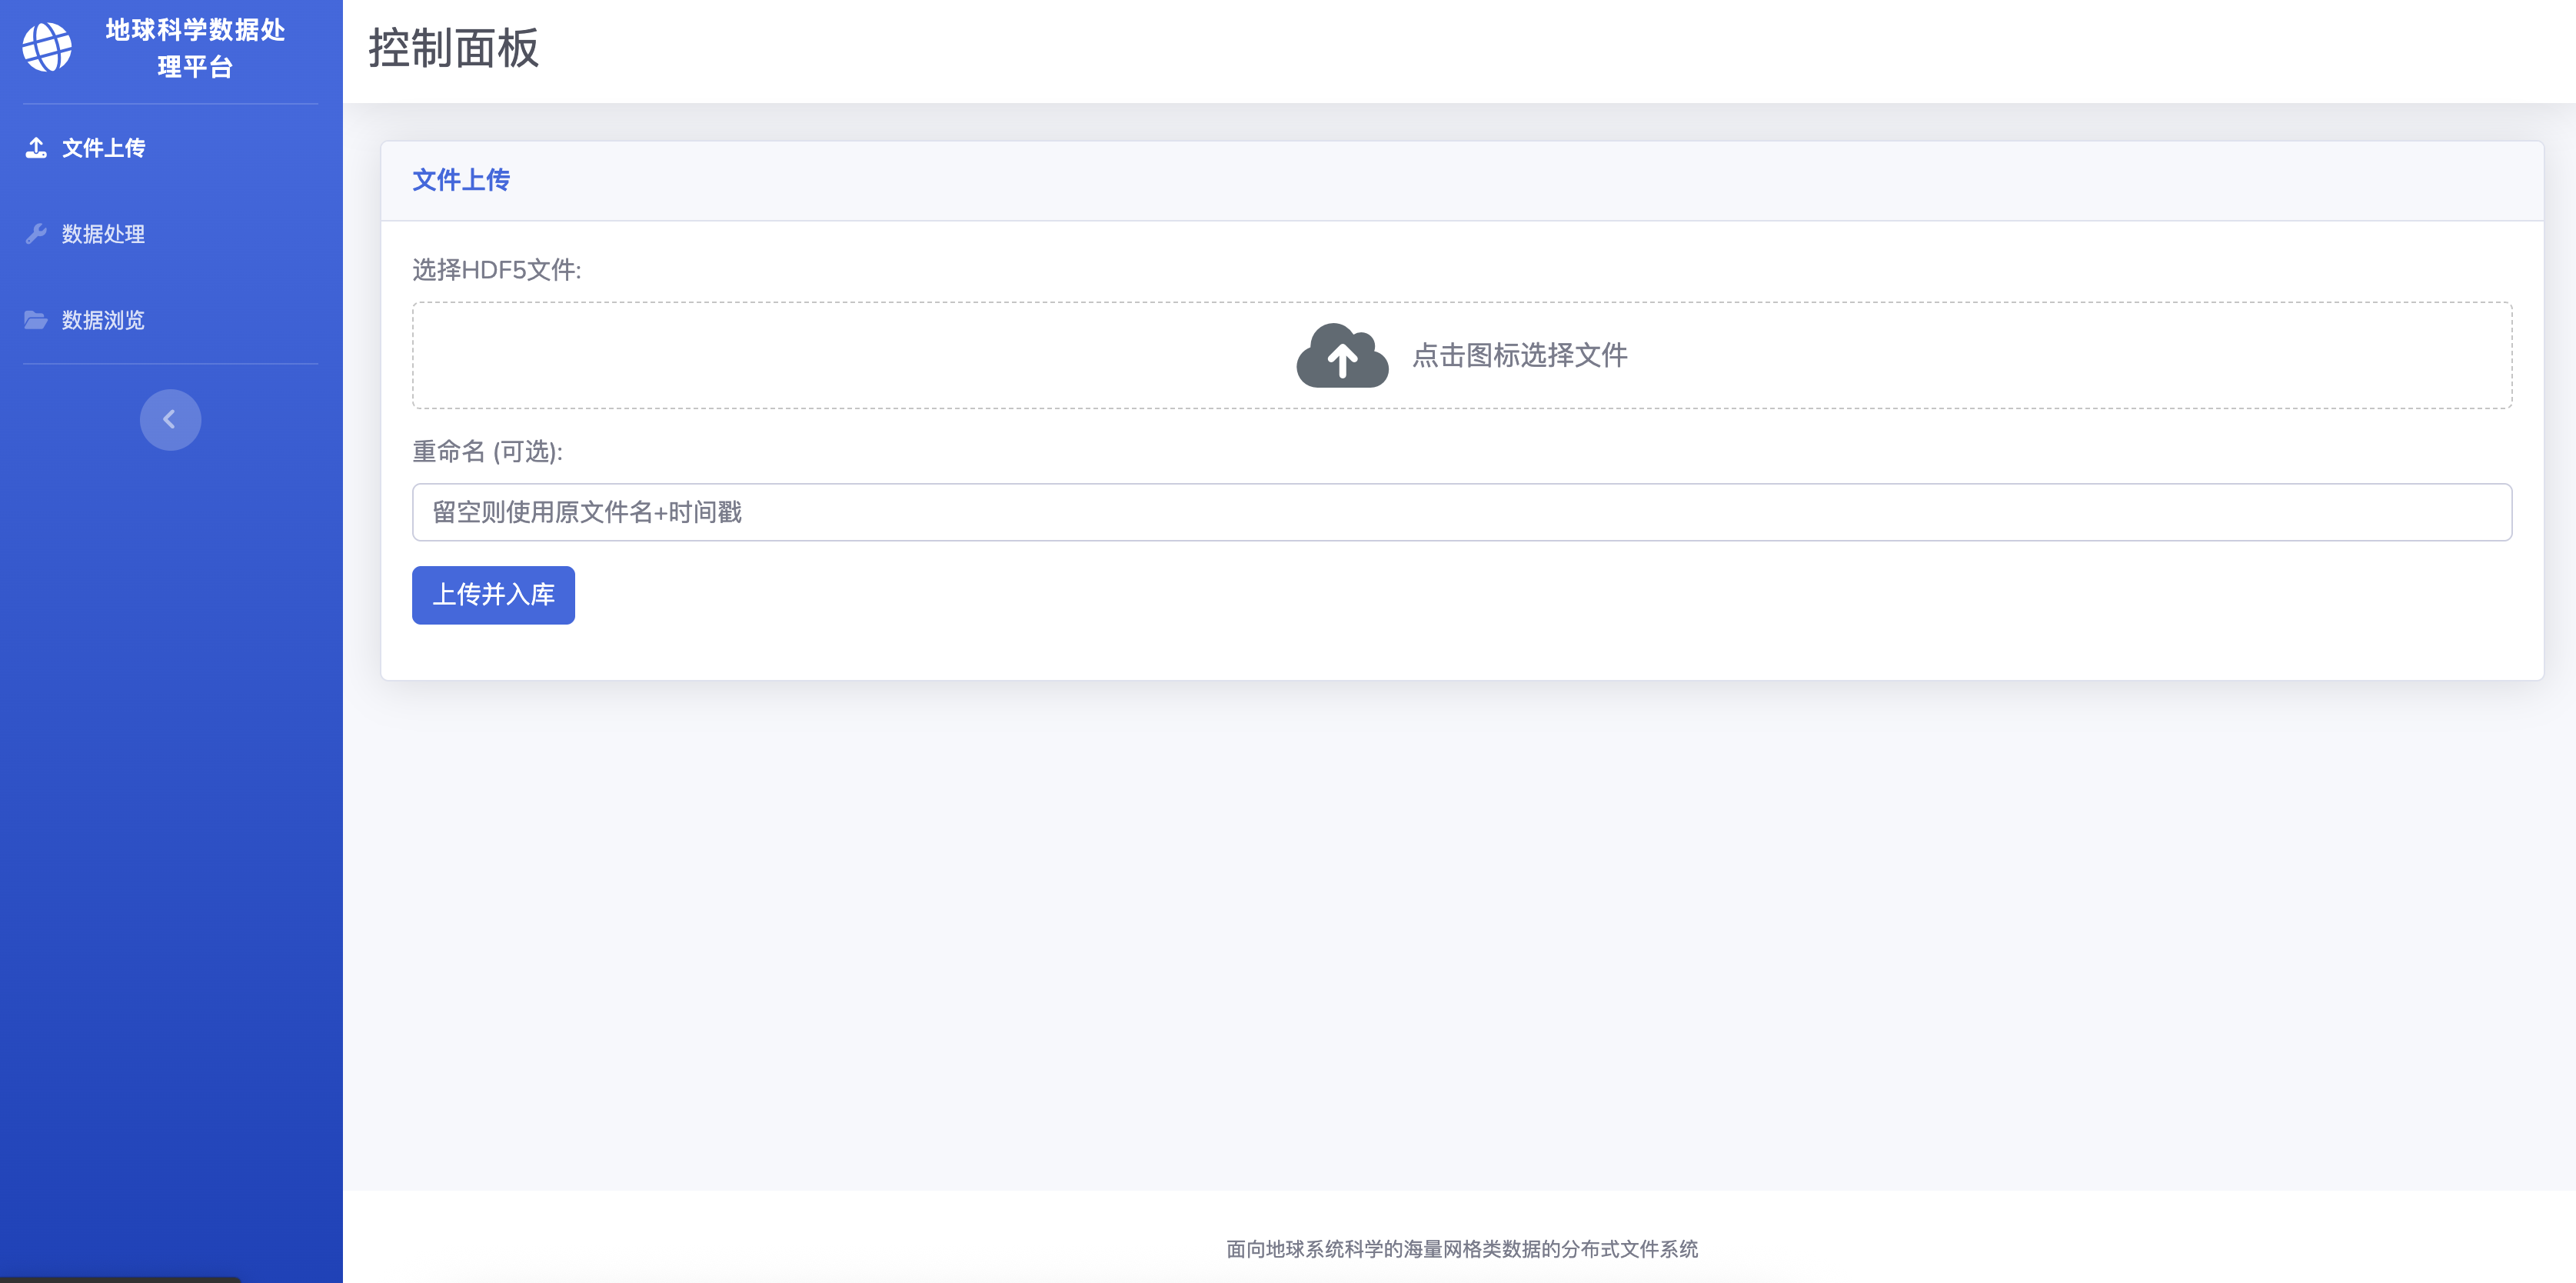 地球科学数据处
理平台
文件上传
数据处理
数据浏览
控制面板
文件上传
选择HDF5文件:
点击图标选择文件
重命名 (可选):
留空则使用原文件名+时间戳
上传并入库
面向地球系统科学的海量网格类数据的分布式文件系统